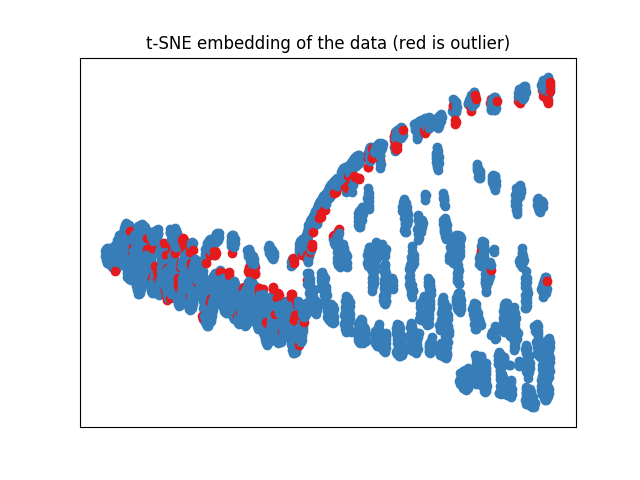 t-SNE embedding of the data (red is outlier)